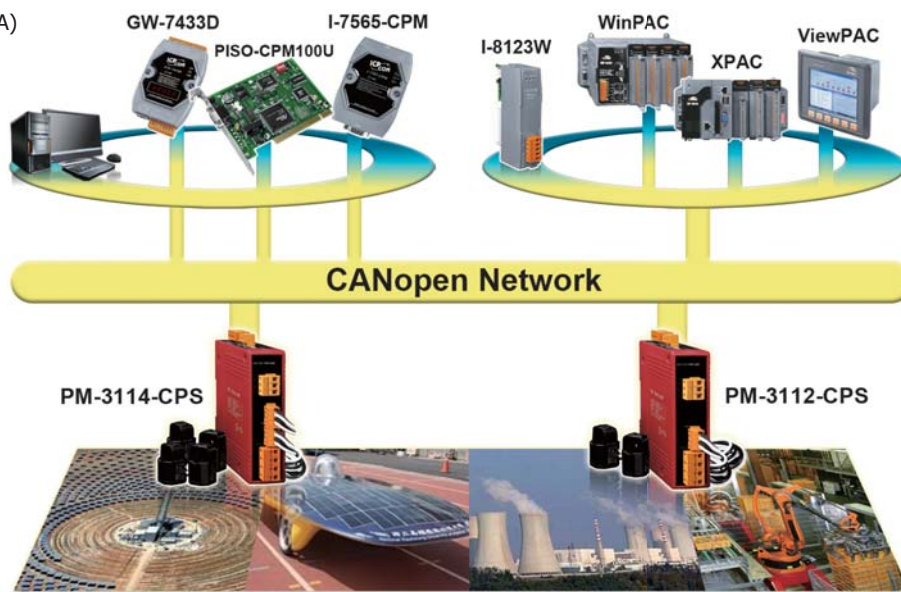 A)
GW-7433D
I-7565-CPM
PISO-CPM100U
I-8123W
WinPAC
XPAC
ViewPAC
CANopen Network
PM-3114-CPS
PM-3112-CPS